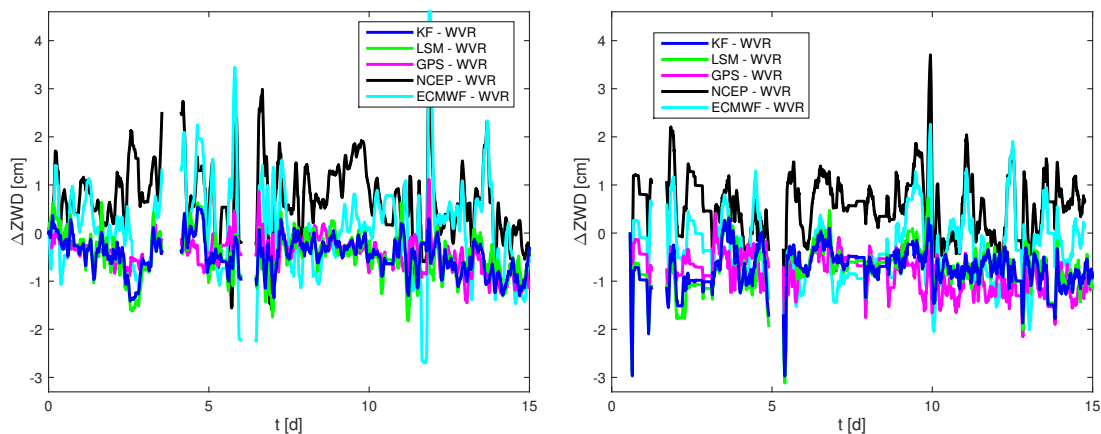 4
3
2
1
0
-1
-2
-3
0
5
10
15
Δ ZWD [cm]
t [d]
KF - WVR
LSM - WVR
GPS - WVR
NCEP - WVR
ECMWF - WVR
4
3
2
1
0
-1
-2
-3
0
5
10
15
Δ ZWD [cm]
t [d]
KF - WVR
LSM - WVR
GPS - WVR
NCEP - WVR
ECMWF - WVR